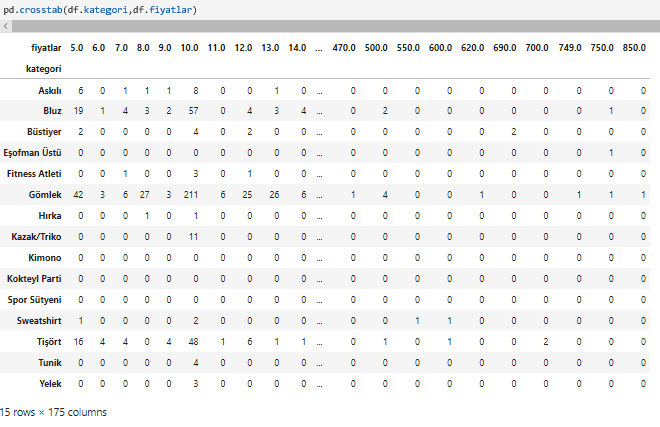 pd.crosstab(df.kategori,df.fiyatlar)
fiyatlar 5.0 6.0 7.0 8.0 9.0 10.0 11.0 12.0 13.0 14.0 ... 470.0 500.0 550.0 600.0 620.0 690.0 700.0 749.0 750.0 850.0
kategori
Askılı 6 0 1 1 1 8 0 0 1 0 ... 0 0 0 0 0 0 0 0 0 0
Bluz 19 1 4 3 2 57 0 4 3 4 ... 0 2 0 0 0 0 0 0 1 0
Büstiyer 2 0 0 0 0 4 0 2 0 0 ... 0 0 0 0 0 2 0 0 0 0
Eşofman Üstü 0 0 0 0 0 0 0 0 0 0 ... 0 0 0 0 0 0 0 0 1 0
Fitness Atleti 0 0 1 0 0 3 0 1 0 0 ... 0 0 0 0 0 0 0 0 0 0
Gömlek 42 3 6 27 3 211 6 25 26 6 ... 1 4 0 0 1 0 0 1 1 1
Hırka 0 0 0 1 0 1 0 0 0 0 ... 0 0 0 0 0 0 0 0 0 0
Kazak/Triko 0 0 0 0 0 11 0 0 0 0 ... 0 0 0 0 0 0 0 0 0 0
Kimono 0 0 0 0 0 0 0 0 0 0 ... 0 0 0 0 0 0 0 0 0 0
Kokteyl Parti 0 0 0 0 0 0 0 0 0 0 ... 0 0 0 0 0 0 0 0 0 0
Spor Sütyeni 0 0 0 0 0 0 0 0 0 0 ... 0 0 0 0 0 0 0 0 0 0
Sweatshirt 1 0 0 0 0 2 0 0 0 0 ... 0 0 1 1 0 0 0 0 0 0
Tişört 16 4 4 0 4 48 1 6 1 1 ... 0 1 0 1 0 0 2 0 0 0
Tunik 0 0 0 0 0 4 0 0 0 0 ... 0 0 0 0 0 0 0 0 0 0
Yelek 0 0 0 0 0 3 0 0 0 0 ... 0 0 0 0 0 0 0 0 0 0
15 rows × 175 columns